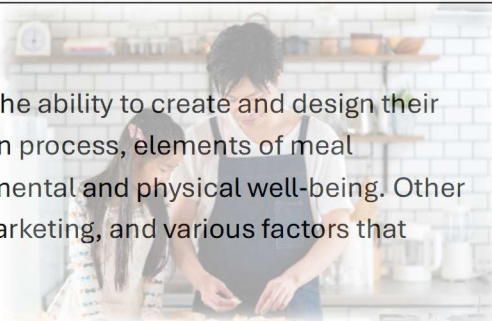 he ability to create and design their
n process, elements of meal
nental and physical well-being. Other
arketing, and various factors that